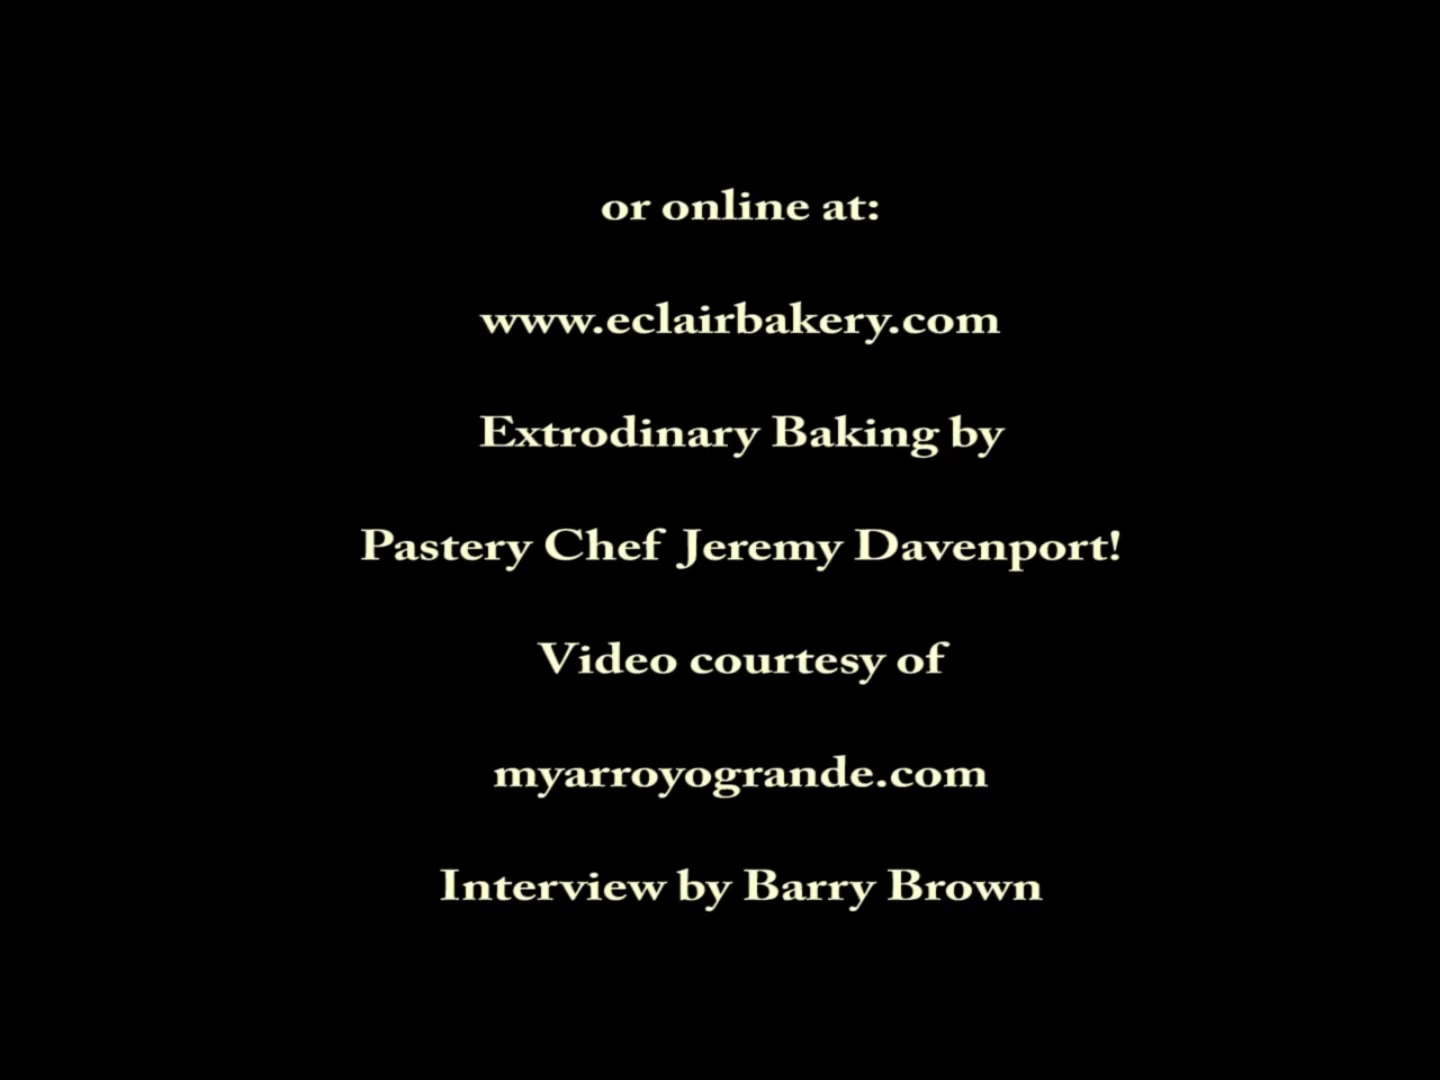 or online at:
www.eclairbakery.com
Extrodinary Baking by
Pastery Chef Jeremy Davenport!
Video courtesy of
myarroyogrande.com
Interview by Barry Brown